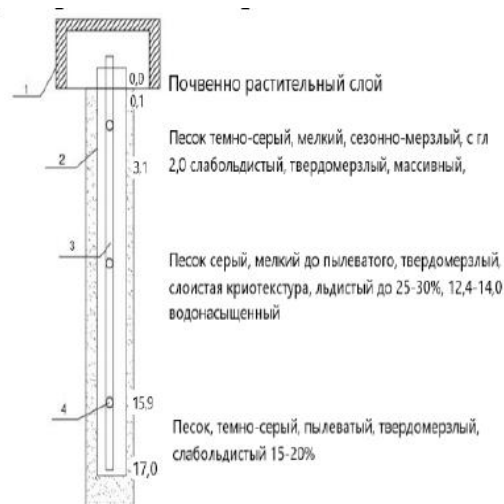 0,0
Почвенно растительный слой
1
0,1
Песок темно-серый, мелкий, сезонно-мерзлый, с гл
2
3,1
2,0 слабольдистый, твердомерзлый, массивный,
3
Песок серый, мелкий до пылеватого, твердомерзлый,
слоистая криотекстура, льдистый до 25-30%, 12,4-14,0
водонасыщенный
4
15,9
Песок, темно-серый, пылеватый, твердомерзлый,
слабольдистый 15-20%
17,0